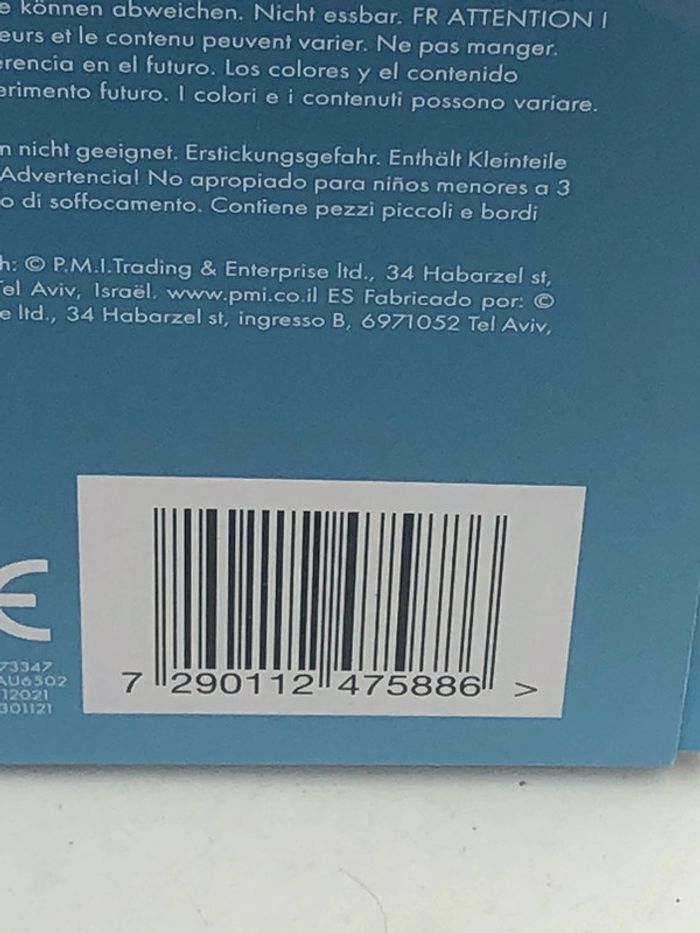 können abweichen. Nicht essbar. FR ATTENTION !
eurs et le contenu peuvent varier. Ne pas manger.
erencia en el futuro. Los colores y el contenido
erimento futuro. I colori e i contenuti possono variare.
n nicht geeignet. Erstickungsgefahr. Enthält Kleinteile
Advertencia! No apropiado para niños menores a 3
o di soffocamento. Contiene pezzi piccoli e bordi
h: © P.M.I.Trading & Enterprise ltd., 34 Habarzel st,
el Aviv, Israël. www.pmi.co.il ES Fabricado por: ©
e ltd., 34 Habarzel st, ingresso B, 6971052 Tel Aviv,
CE
73347
AU6502
12021
301121
7 290112 475886 >